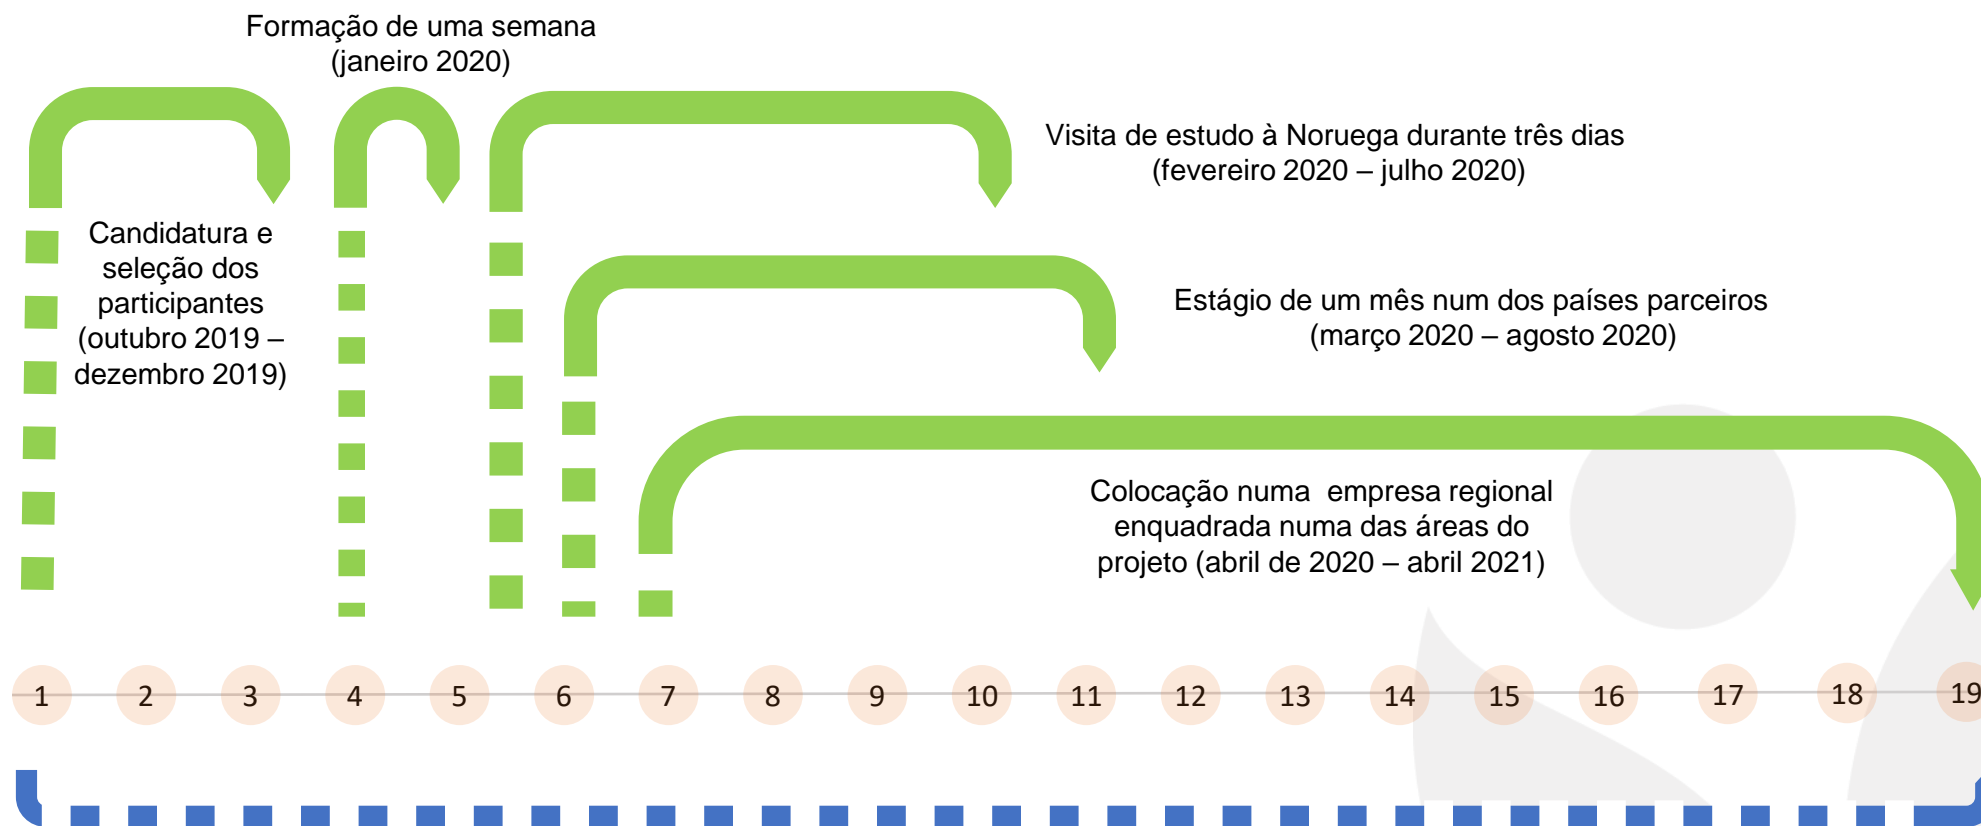 Formação de uma semana
(janeiro 2020)
Visita de estudo à Noruega durante três dias
(fevereiro 2020 – julho 2020)
Candidatura e
seleção dos
participantes
(outubro 2019 –
dezembro 2019)
Estágio de um mês num dos países parceiros
(março 2020 – agosto 2020)
Colocação numa  empresa regional
enquadrada numa das áreas do
projeto (abril de 2020 – abril 2021)
1 2 3 4 5 6 7 8 9 10 11 12 13 14 15 16 17 18 19